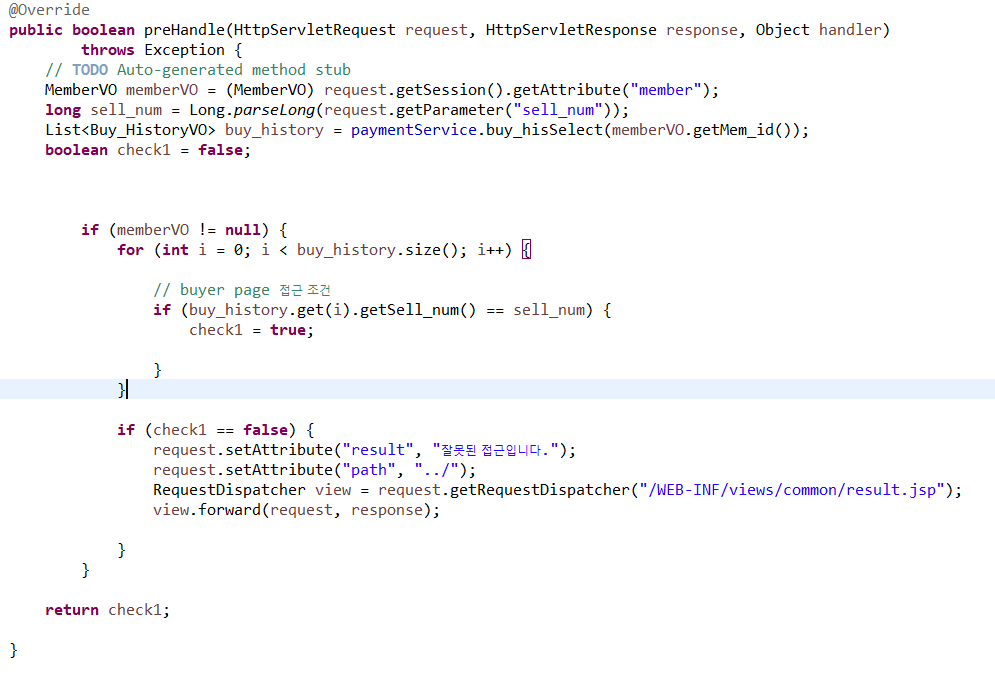 @Override
public boolean preHandle(HttpServletRequest request, HttpServletResponse response, Object handler)
        throws Exception {
    // TODO Auto-generated method stub
    MemberVO memberVO = (MemberVO) request.getSession().getAttribute("member");
    long sell_num = Long.parseLong(request.getParameter("sell_num"));
    List<Buy_HistoryVO> buy_history = paymentService.buy_hisSelect(memberVO.getMem_id());
    boolean check1 = false;
        if (memberVO != null) {
            for (int i = 0; i < buy_history.size(); i++) {
                // buyer page 접근 조건
                if (buy_history.get(i).getSell_num() == sell_num) {
                    check1 = true;
                }
            }
            if (check1 == false) {
                request.setAttribute("result", "잘못된 접근입니다.");
                request.setAttribute("path", "../");
                RequestDispatcher view = request.getRequestDispatcher("/WEB-INF/views/common/result.jsp");
                view.forward(request, response);
            }
        }
    return check1;
}